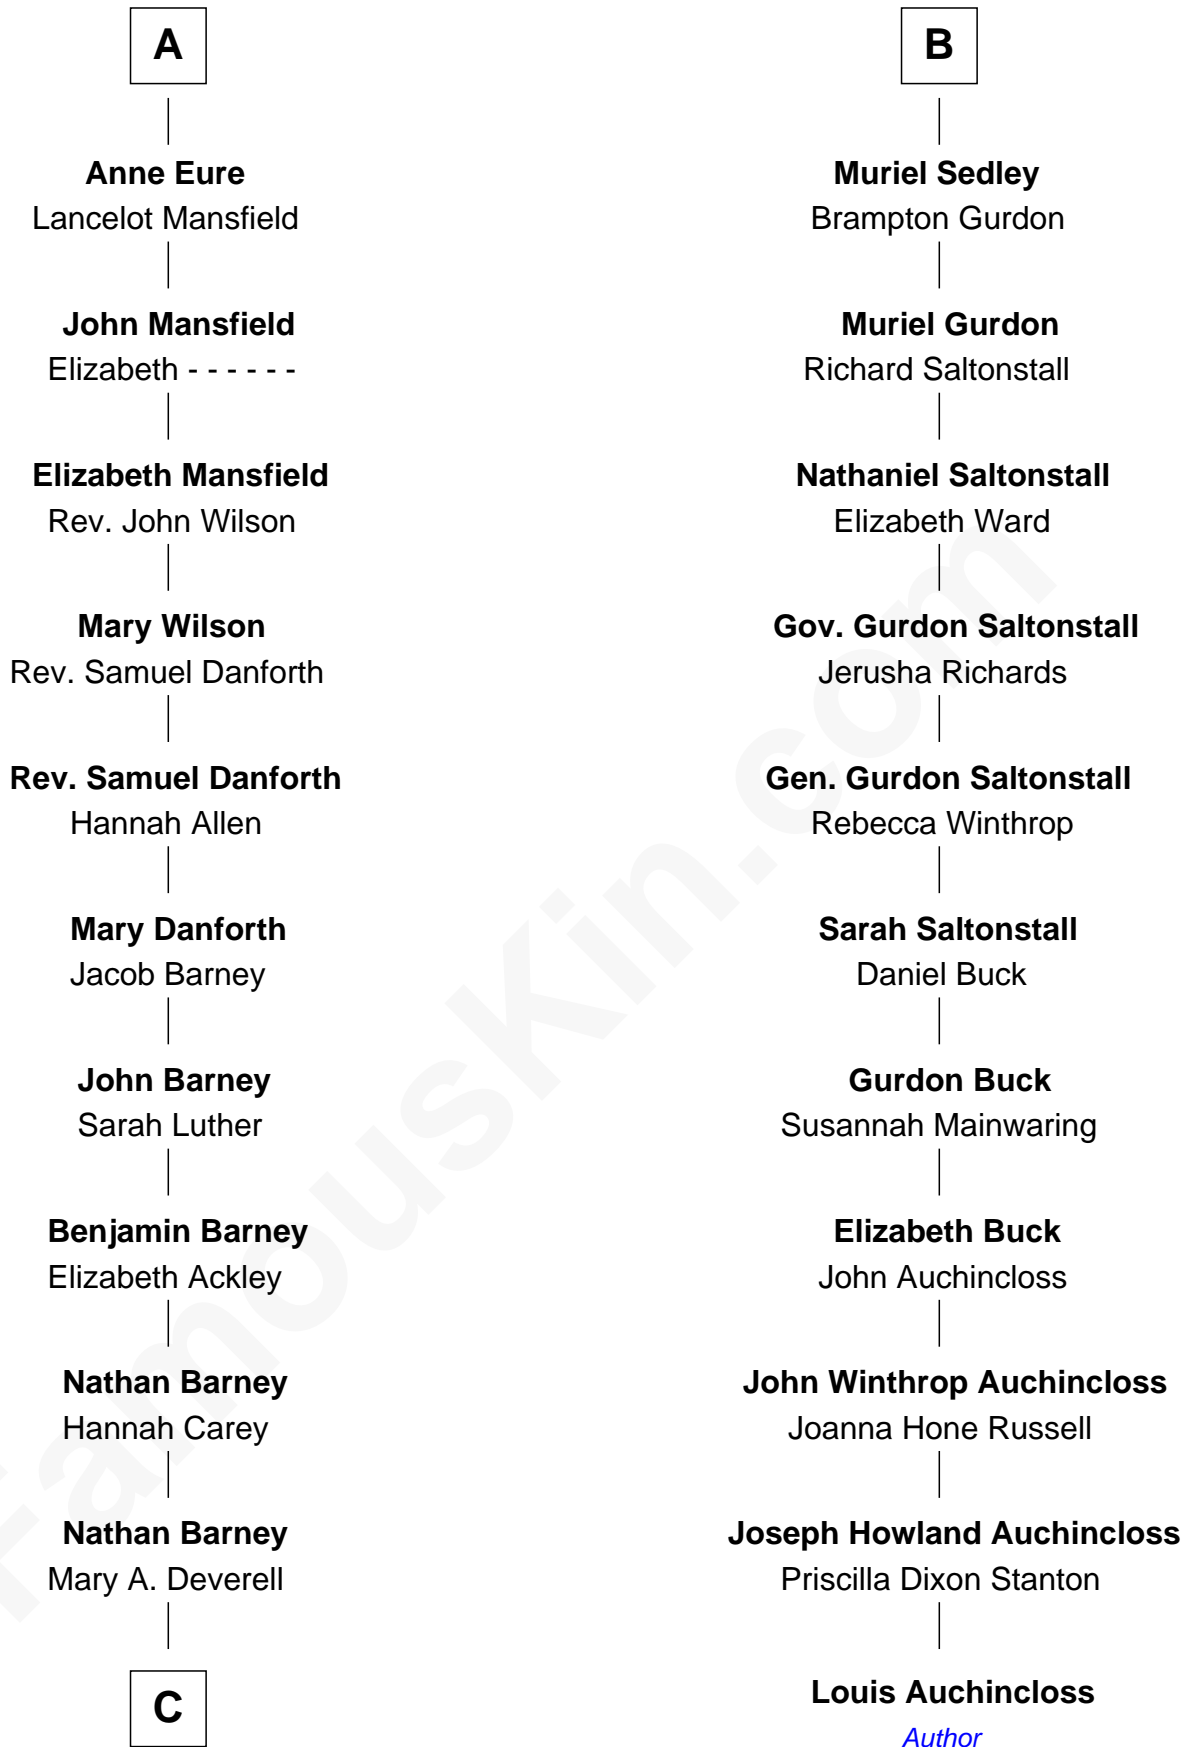 A
Anne Eure
Lancelot Mansfield
John Mansfield
Elizabeth - - - - - -
Elizabeth Mansfield
Rev. John Wilson
Mary Wilson
Rev. Samuel Danforth
Rev. Samuel Danforth
Hannah Allen
Mary Danforth
Jacob Barney
John Barney
Sarah Luther
Benjamin Barney
Elizabeth Ackley
Nathan Barney
Hannah Carey
Nathan Barney
Mary A. Deverell
C
B
Muriel Sedley
Brampton Gurdon
Muriel Gurdon
Richard Saltonstall
Nathaniel Saltonstall
Elizabeth Ward
Gov. Gurdon Saltonstall
Jerusha Richards
Gen. Gurdon Saltonstall
Rebecca Winthrop
Sarah Saltonstall
Daniel Buck
Gurdon Buck
Susannah Mainwaring
Elizabeth Buck
John Auchincloss
John Winthrop Auchincloss
Joanna Hone Russell
Joseph Howland Auchincloss
Priscilla Dixon Stanton
Louis Auchincloss
Author
FamousKin.com